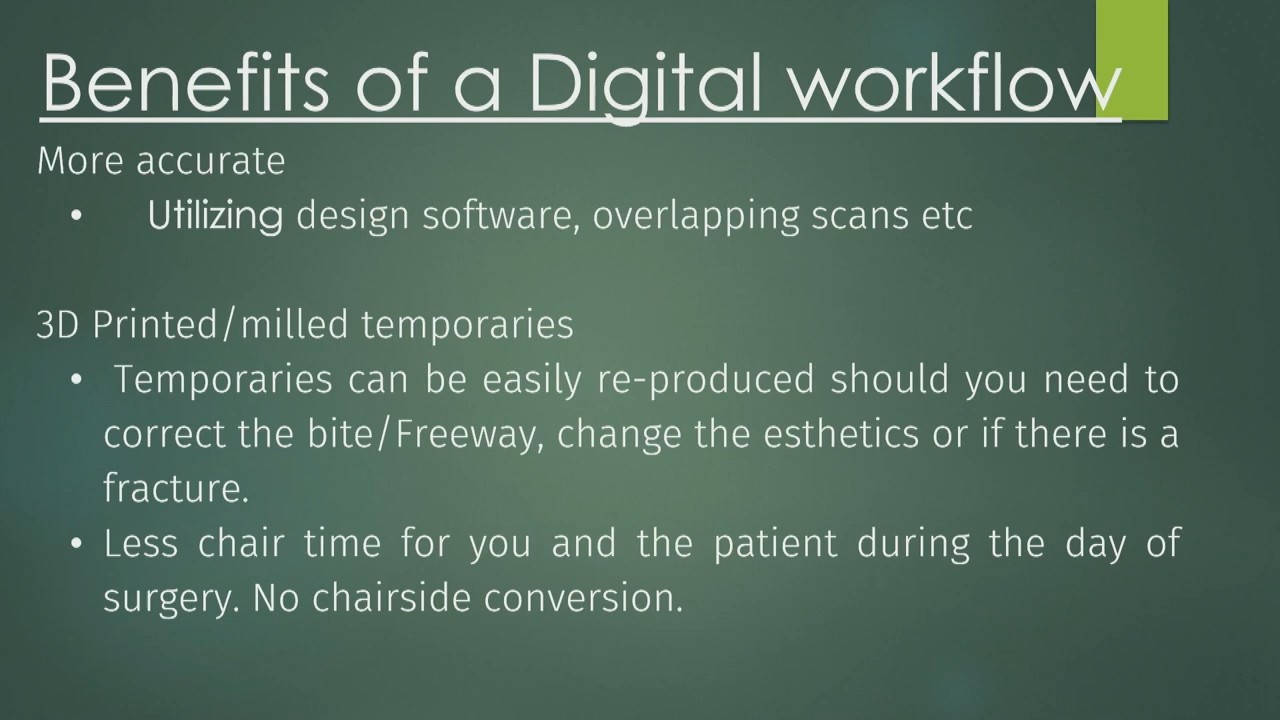 Benefits of a Digital workflow
More accurate
• Utilizing design software, overlapping scans etc
3D Printed/milled temporaries
• Temporaries can be easily re-produced should you need to
correct the bite/Freeway, change the esthetics or if there is a
fracture.
• Less chair time for you and the patient during the day of
surgery. No chairside conversion.